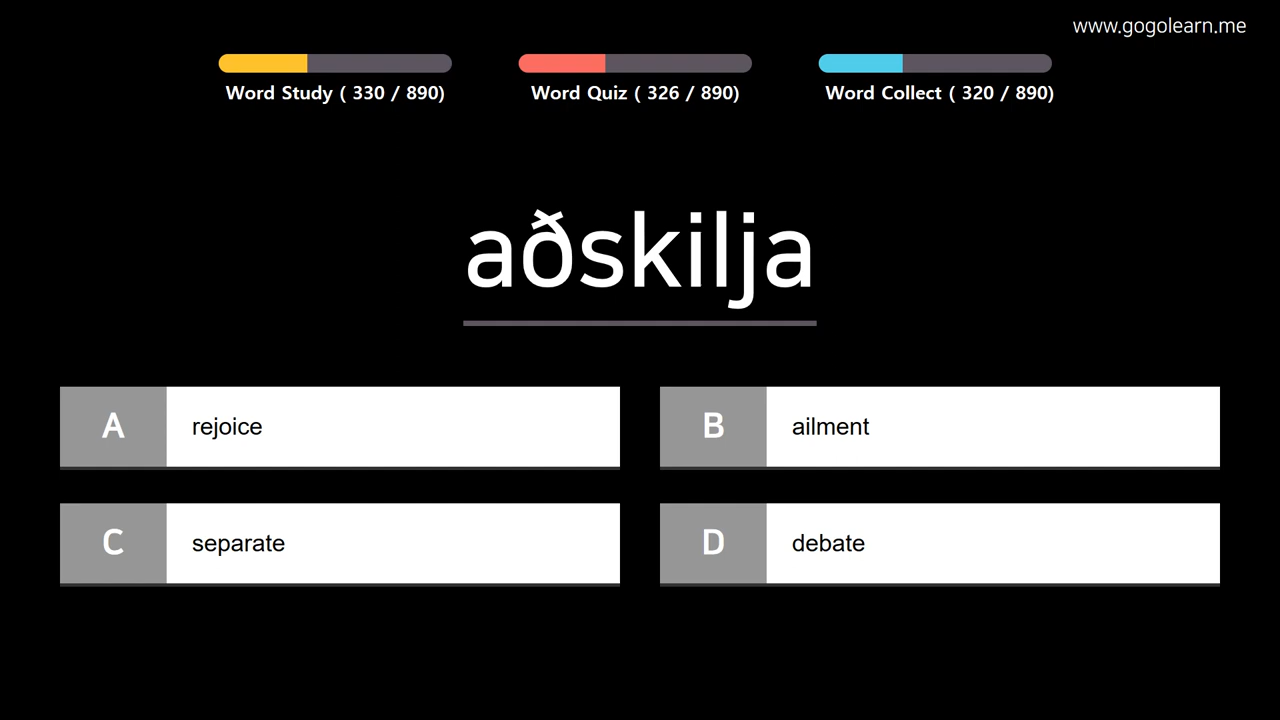 www.gogolearn.me
Word Study ( 330 / 890)
Word Quiz ( 326 / 890)
Word Collect ( 320 / 890)
aðskilja
A rejoice
B ailment
C separate
D debate